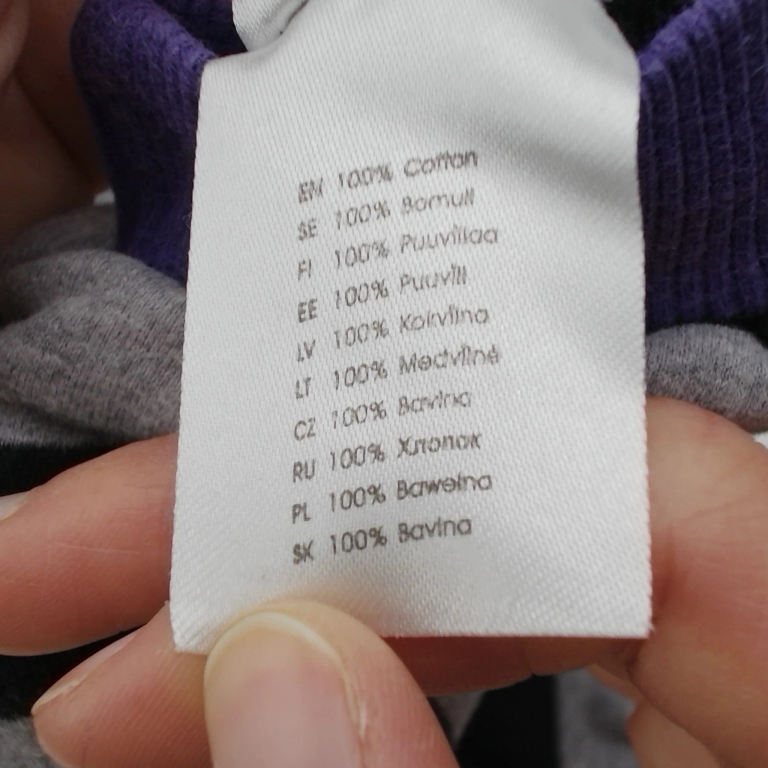 EN 100% Cotton
SE 100% Bomull
FI 100% Puuvillaa
EE 100% Puuvill
LV 100% Kokvilna
LT 100% Medvilnė
CZ 100% Bavlna
RU 100% Хлопок
PL 100% Bawełna
SK 100% Bavlna